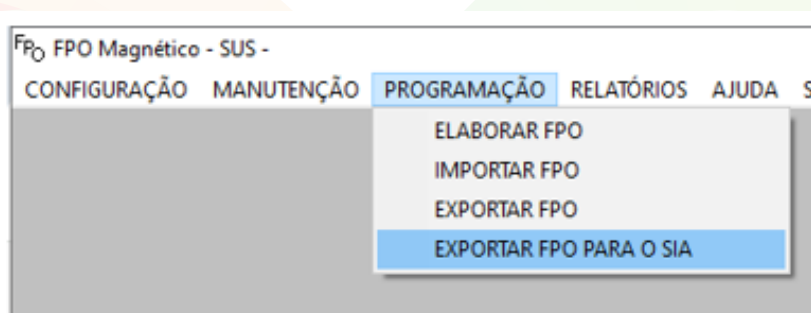 FPO FPO Magnético - SUS -
CONFIGURAÇÃO MANUTENÇÃO PROGRAMAÇÃO RELATÓRIOS AJUDA S
ELABORAR FPO
IMPORTAR FPO
EXPORTAR FPO
EXPORTAR FPO PARA O SIA